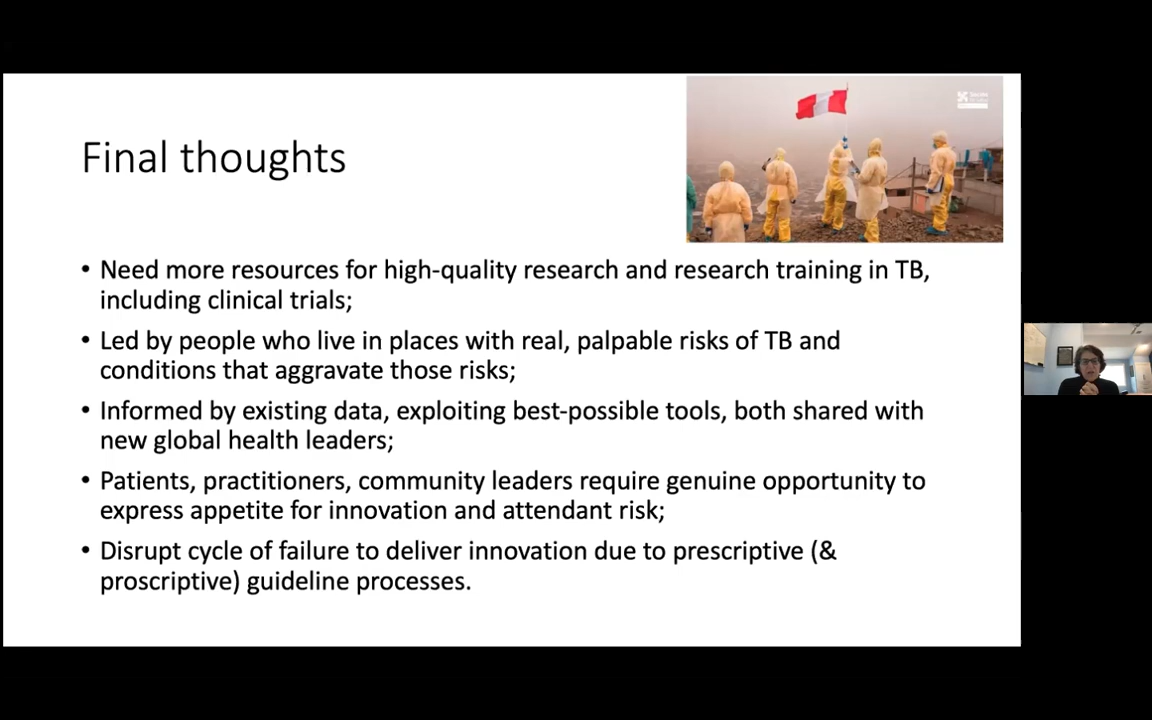 Final thoughts
• Need more resources for high-quality research and research training in TB,
including clinical trials;
• Led by people who live in places with real, palpable risks of TB and
conditions that aggravate those risks;
• Informed by existing data, exploiting best-possible tools, both shared with
new global health leaders;
• Patients, practitioners, community leaders require genuine opportunity to
express appetite for innovation and attendant risk;
• Disrupt cycle of failure to deliver innovation due to prescriptive (&
proscriptive) guideline processes.